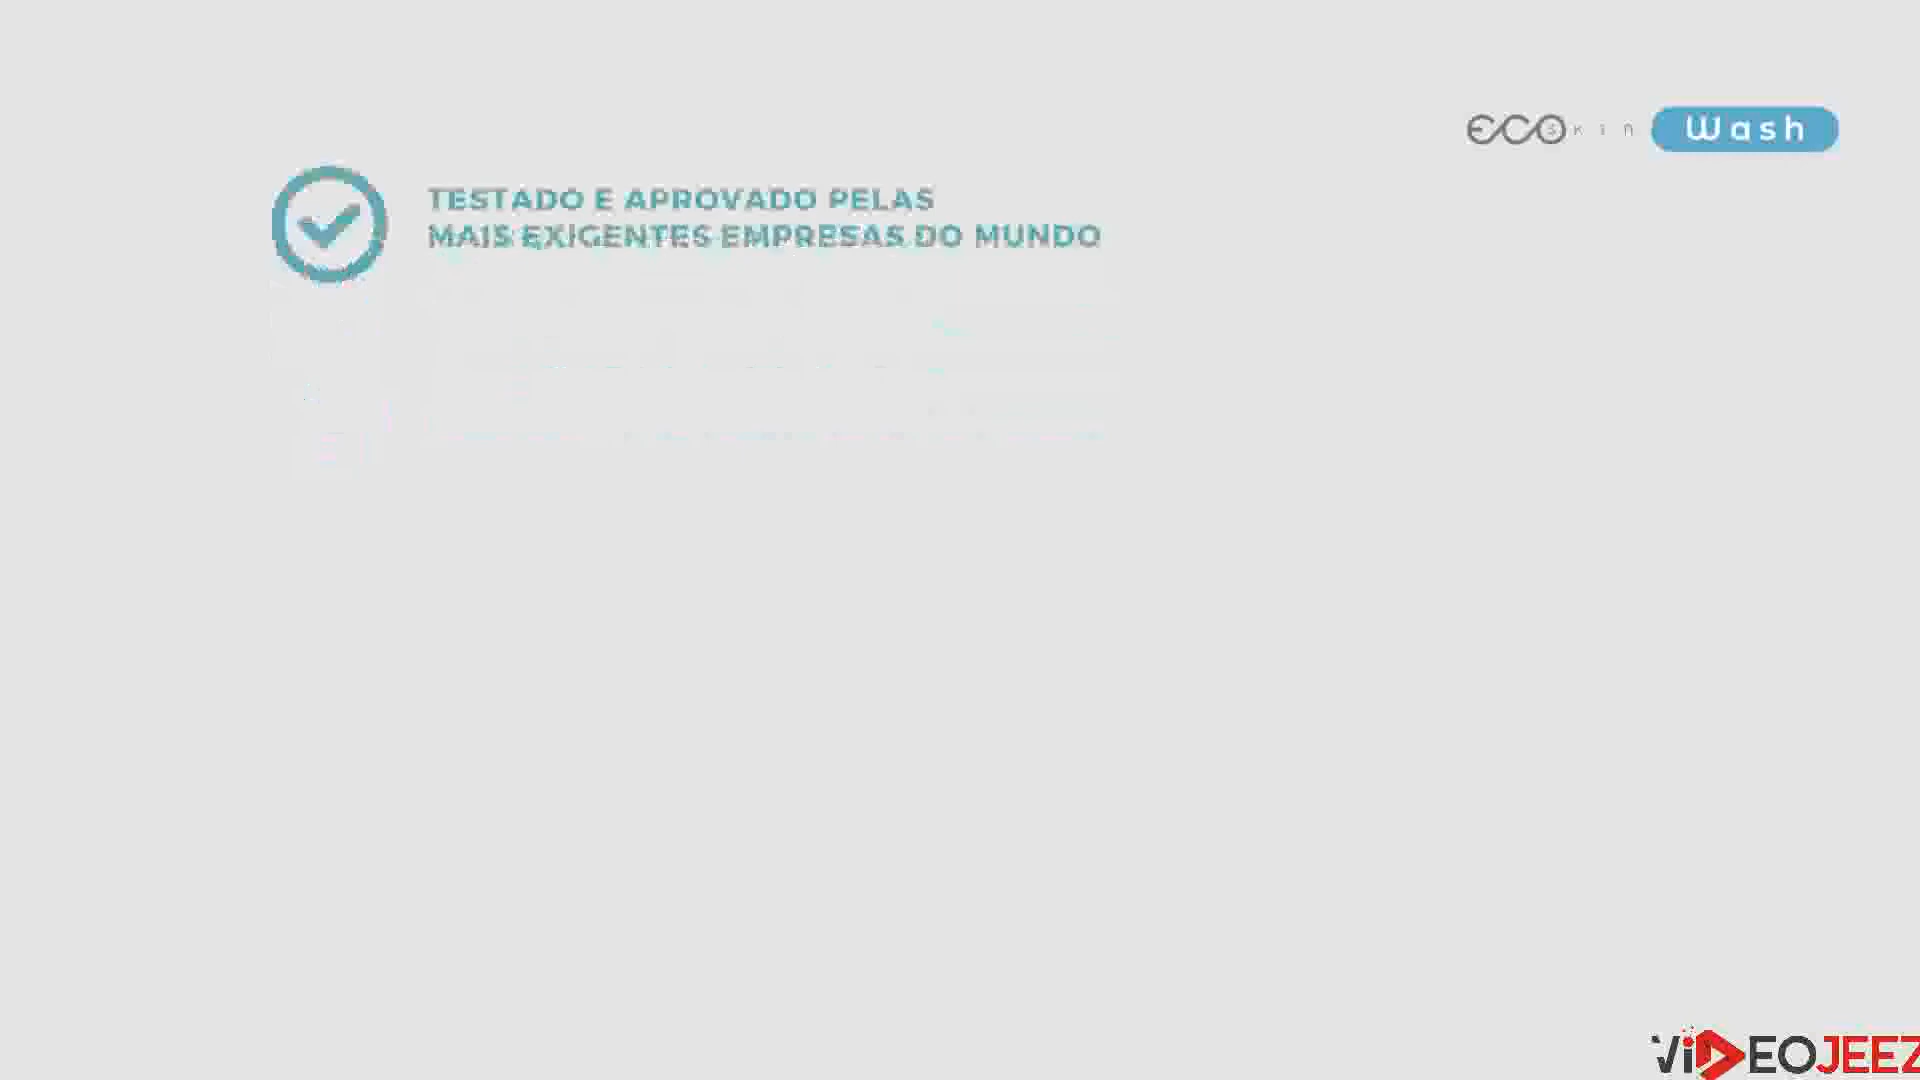 ECO skin Wash
TESTADO E APROVADO PELAS
MAIS EXIGENTES EMPRESAS DO MUNDO
VIDEOJEEZ